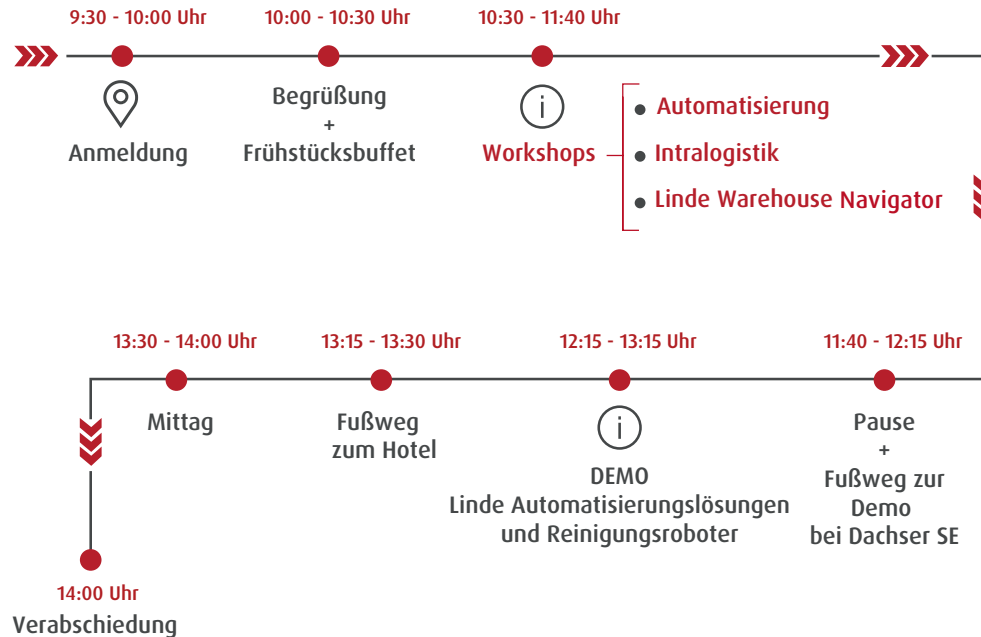 9:30 - 10:00 Uhr
Anmeldung
10:00 - 10:30 Uhr
Begrüßung
+
Frühstücksbuffet
10:30 - 11:40 Uhr
Workshops
Automatisierung
Intralogistik
Linde Warehouse Navigator
11:40 - 12:15 Uhr
Pause
+
Fußweg zur
Demo
bei Dachser SE
12:15 - 13:15 Uhr
DEMO
Linde Automatisierungslösungen
und Reinigungsroboter
13:15 - 13:30 Uhr
Fußweg
zum Hotel
13:30 - 14:00 Uhr
Mittag
14:00 Uhr
Verabschiedung